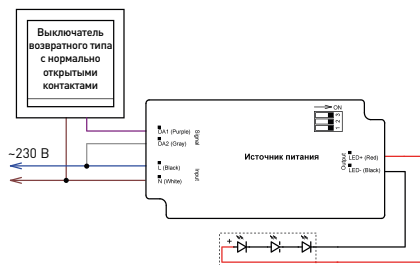 Выключатель
возвратного типа
с нормально
открытыми
контактами
ON
1 2 3
DA1 (Purple)
DA2 (Gray)
Signal
~230 В
L (Black)
N (White)
Input
Источник питания
Output
LED+ (Red)
LED- (Black)
+